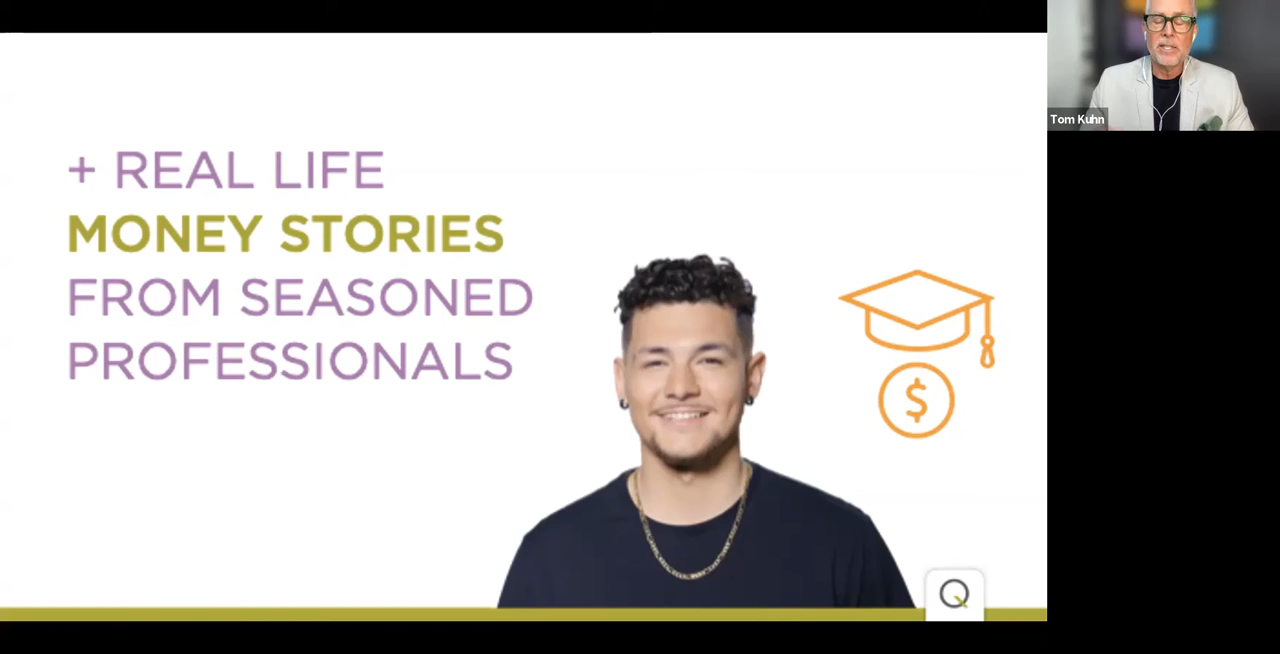 + REAL LIFE
MONEY STORIES
FROM SEASONED
PROFESSIONALS
$
Q
Tom Kuhn